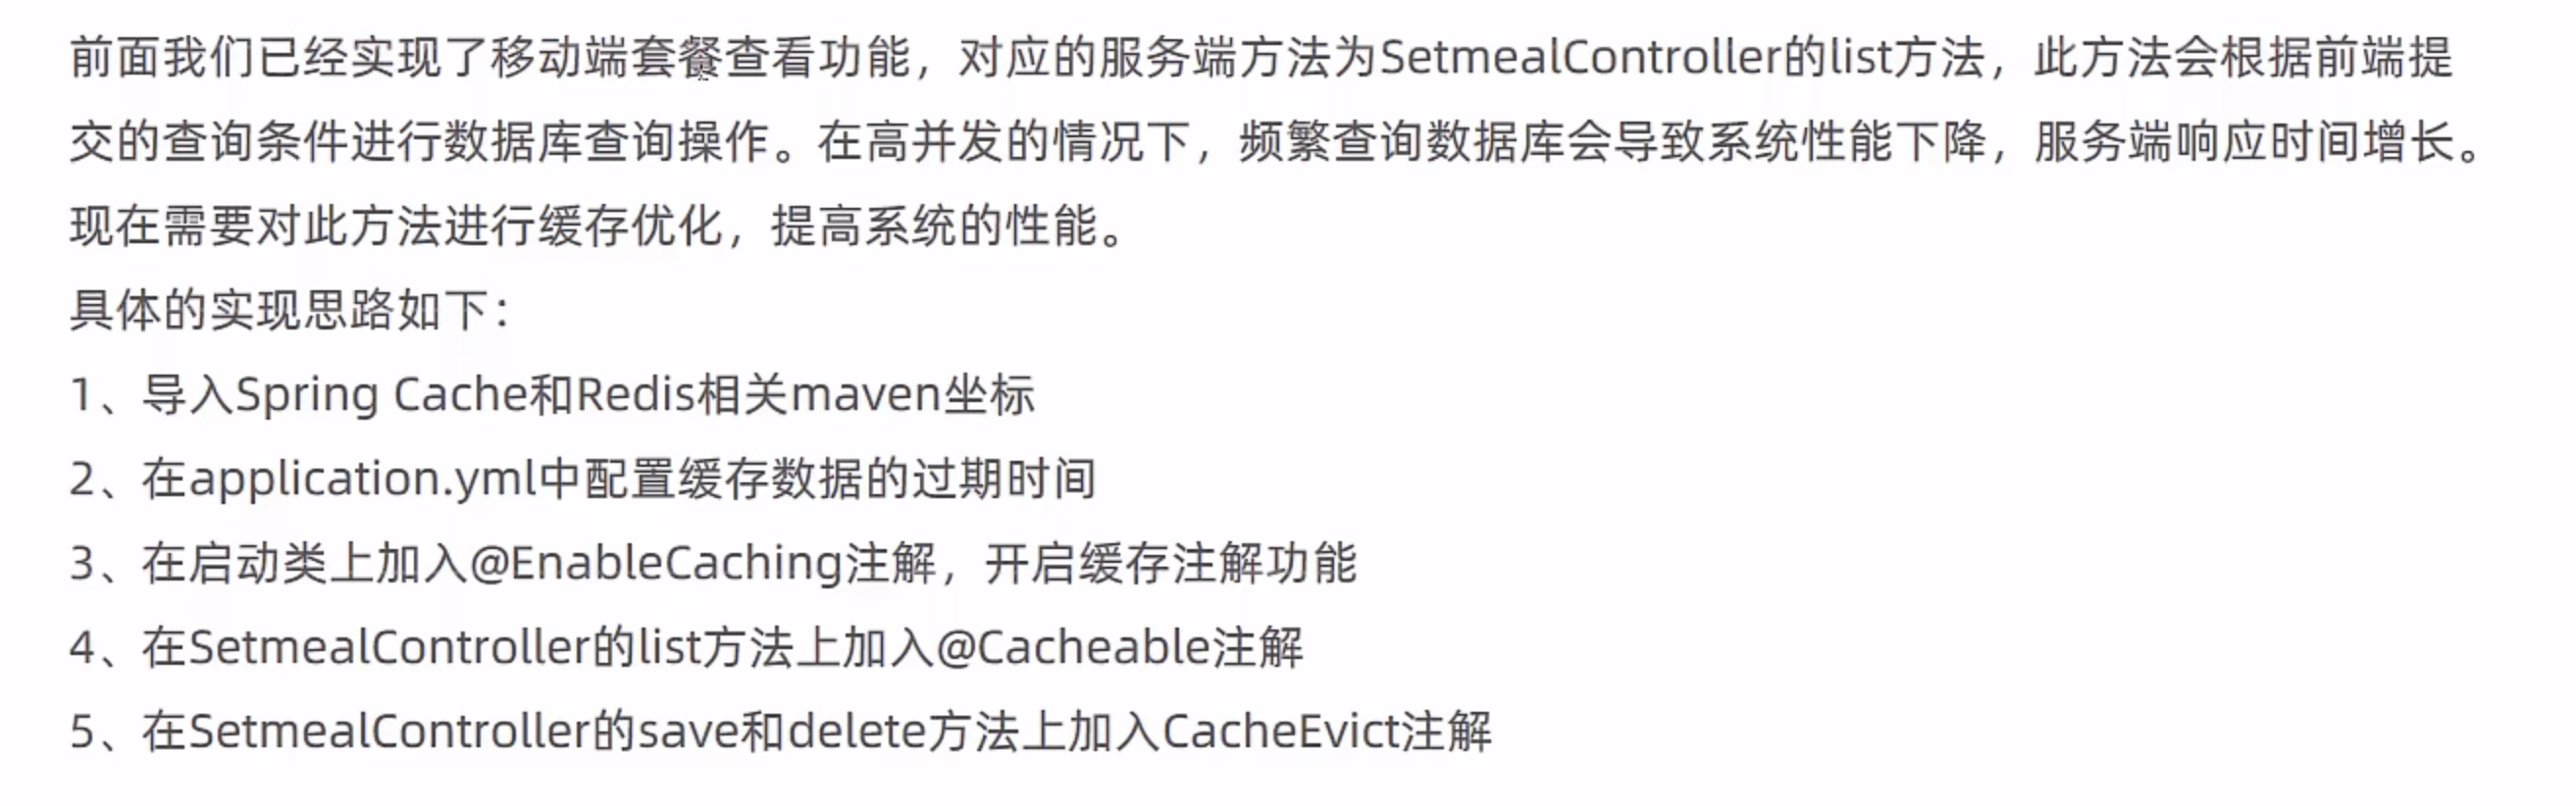 前面我们已经实现了移动端套餐查看功能，对应的服务端方法为SetmealController的list方法，此方法会根据前端提
交的查询条件进行数据库查询操作。在高并发的情况下，频繁查询数据库会导致系统性能下降，服务端响应时间增长。
现在需要对此方法进行缓存优化，提高系统的性能。
具体的实现思路如下：
1、导入Spring Cache和Redis相关maven坐标
2、在application.yml中配置缓存数据的过期时间
3、在启动类上加入@EnableCaching注解，开启缓存注解功能
4、在SetmealController的list方法上加入@Cacheable注解
5、在SetmealController的save和delete方法上加入CacheEvict注解